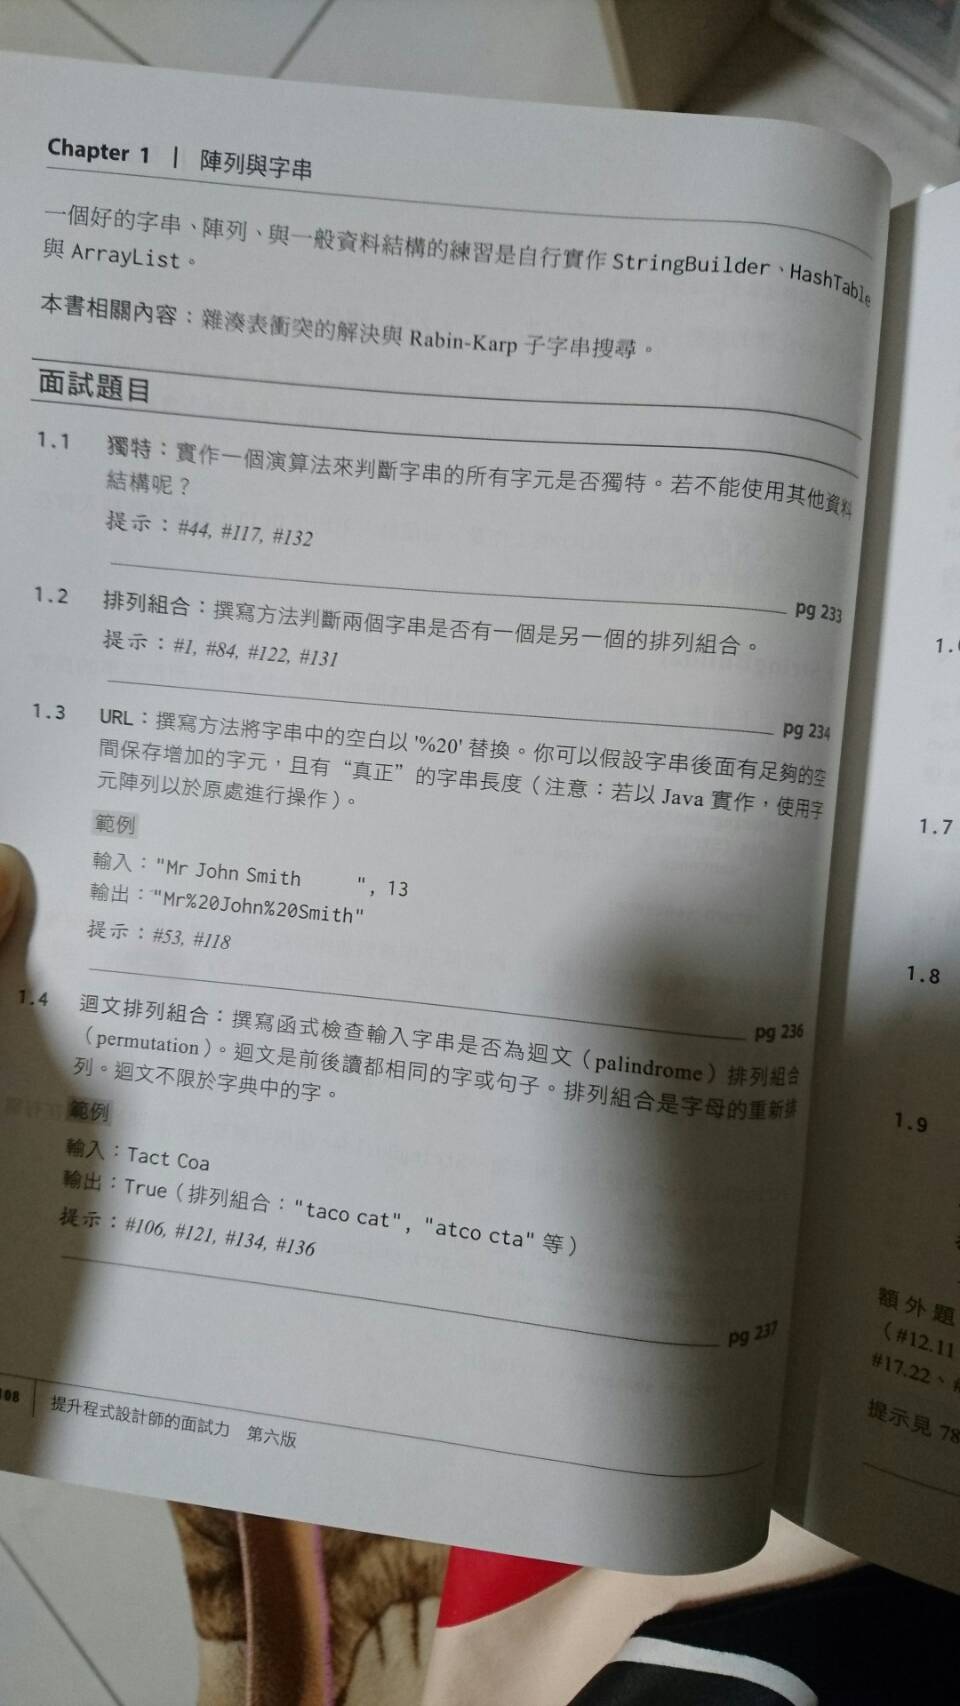 Chapter 1 | 陣列與字串
一個好的字串、陣列、與一般資料結構的練習是自行實作 StringBuilder、HashTable
與 ArrayList。
本書相關內容：雜湊表衝突的解決與 Rabin-Karp 子字串搜尋。
面試題目
1.1 獨特：實作一個演算法來判斷字串的所有字元是否獨特。若不能使用其他資料
結構呢？
提示：#44, #117, #132
pg 233
1.2 排列組合：撰寫方法判斷兩個字串是否有一個是另一個的排列組合。
提示：#1, #84, #122, #131
pg 234
1.3 URL：撰寫方法將字串中的空白以 '%20' 替換。你可以假設字串後面有足夠的空
間保存增加的字元，且有“真正”的字串長度（注意：若以 Java 實作，使用字
元陣列以於原處進行操作）。
範例
輸入："Mr John Smith    ", 13
輸出："Mr%20John%20Smith"
提示：#53, #118
pg 236
1.4 迴文排列組合：撰寫函式檢查輸入字串是否為迴文（palindrome）排列組合
（permutation）。迴文是前後讀都相同的字或句子。排列組合是字母的重新排
列。迴文不限於字典中的字。
範例
輸入：Tact Coa
輸出：True（排列組合："taco cat", "atco cta" 等）
提示：#106, #121, #134, #136
pg 237
108 | 提升程式設計師的面試力 第六版
1.7
1.8
1.9
額外題
（#12.11
#17.22、
提示見 78